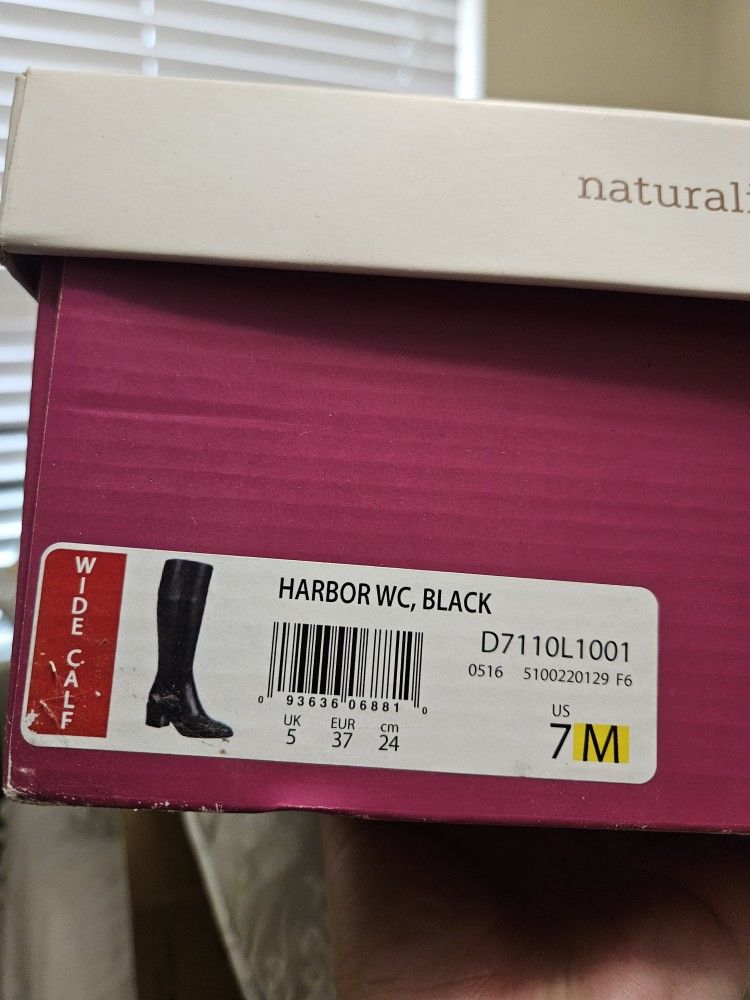 naturali
WIDE CALF
HARBOR WC, BLACK
D7110L1001
0516 5100220129 F6
0 93636 06881 0
UK EUR cm
5 37 24
US
7 M